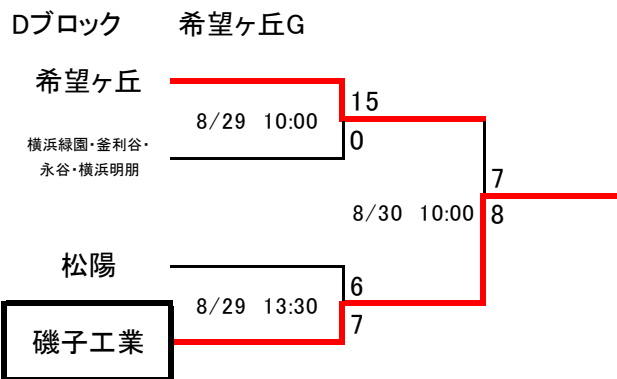 Dブロック 希望ヶ丘G
希望ヶ丘
15
8/29 10:00
横浜緑園・釜利谷・
0
永谷・横浜明朋
7
8/30 10:00
8
松陽
6
8/29 13:30
7
磯子工業